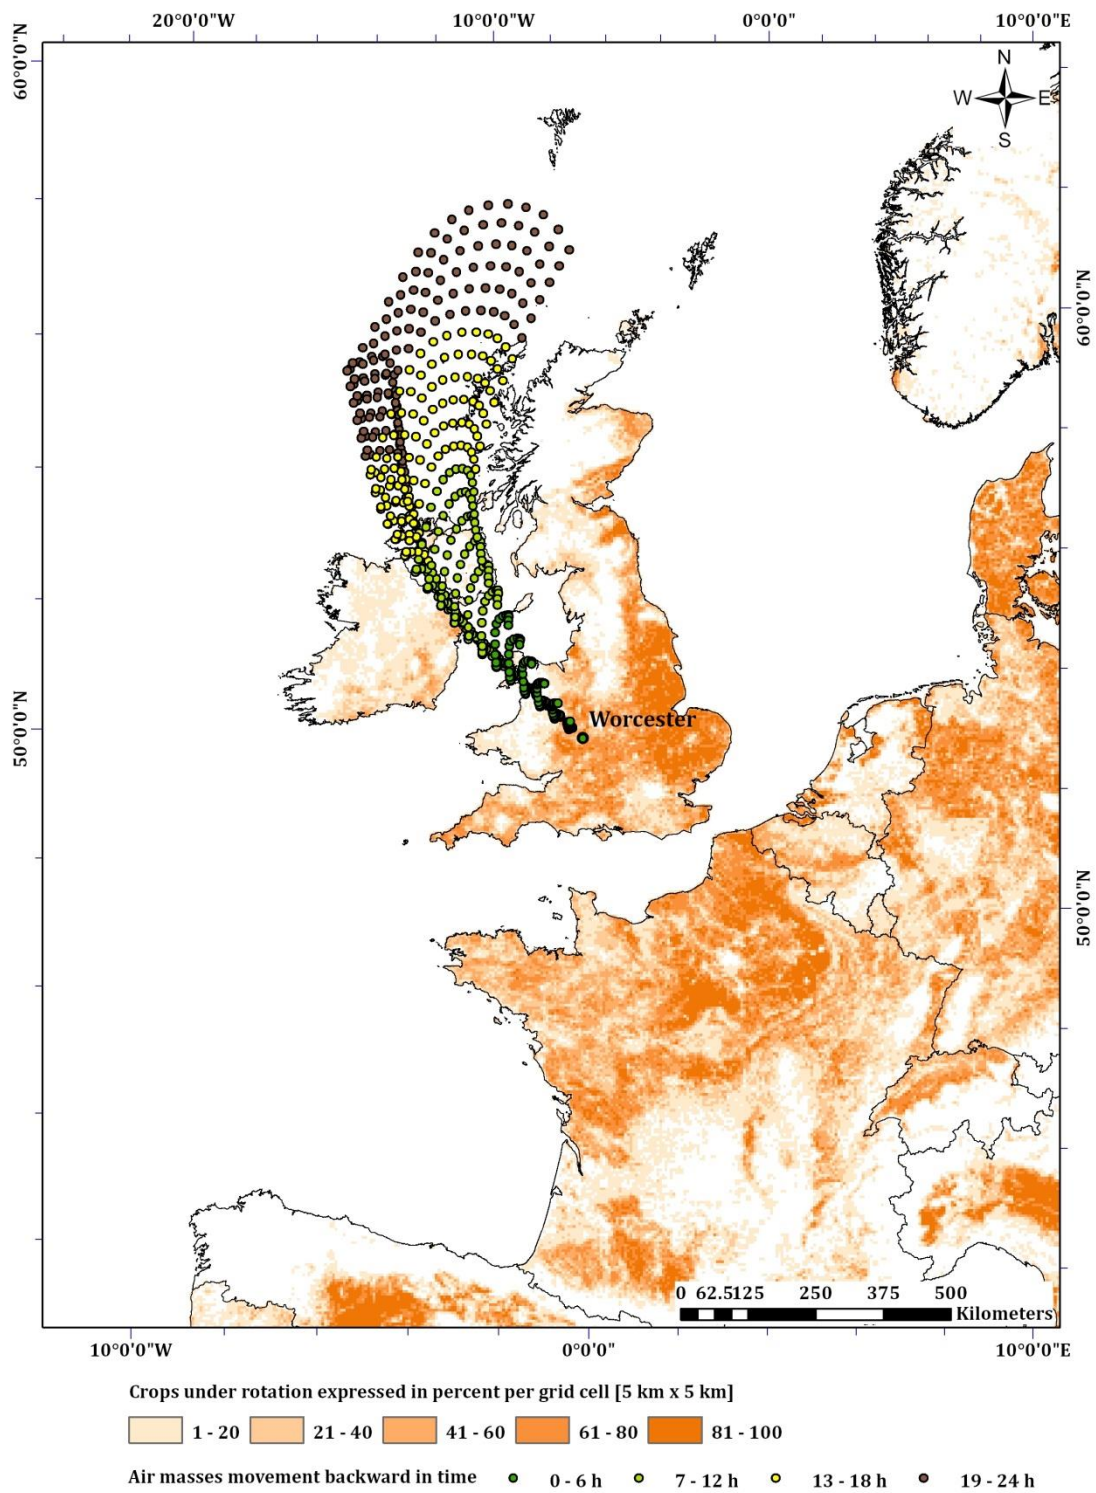 20°0'0"W 10°0'0"W 0°0'0" 10°0'0"E
60°0'0"N
N
W E
S
60°0'0"N
Worcester
50°0'0"N
50°0'0"N
0 62.5125 250 375 500
Kilometers
10°0'0"W 0°0'0" 10°0'0"E
Crops under rotation expressed in percent per grid cell [5 km x 5 km]
1 - 20 21 - 40 41 - 60 61 - 80 81 - 100
Air masses movement backward in time 0 - 6 h 7 - 12 h 13 - 18 h 19 - 24 h